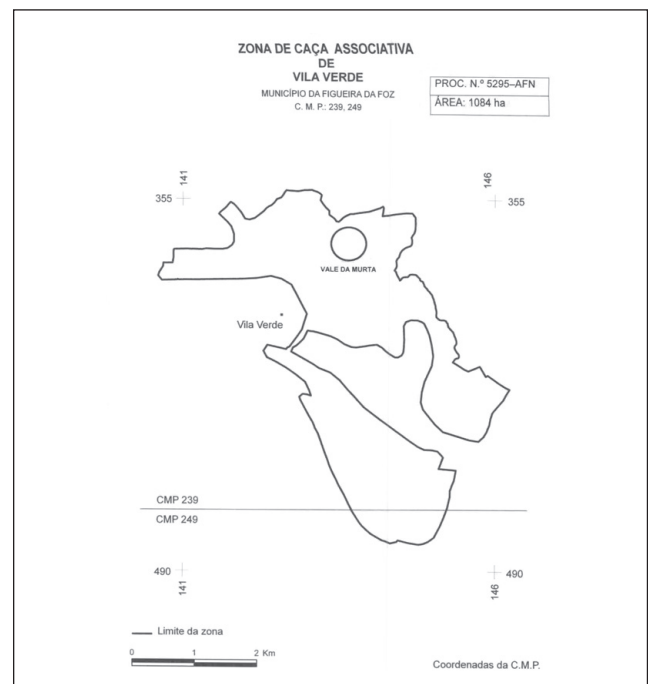 ZONA DE CAÇA ASSOCIATIVA
DE
VILA VERDE
MUNICÍPIO DA FIGUEIRA DA FOZ
C. M. P.: 239, 249
PROC. N.º 5295–AFN
ÁREA: 1084 ha
141
146
355
355
VALE DA MURTA
Vila Verde
CMP 239
CMP 249
490
490
141
146
Limite da zona
0 1 2 Km
Coordenadas da C.M.P.